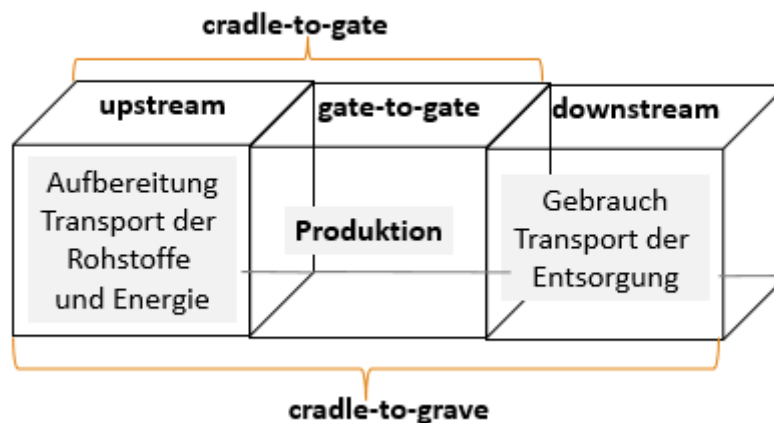 cradle-to-gate
upstream
gate-to-gate
downstream
Aufbereitung
Transport der
Rohstoffe
und Energie
Produktion
Gebrauch
Transport der
Entsorgung
cradle-to-grave